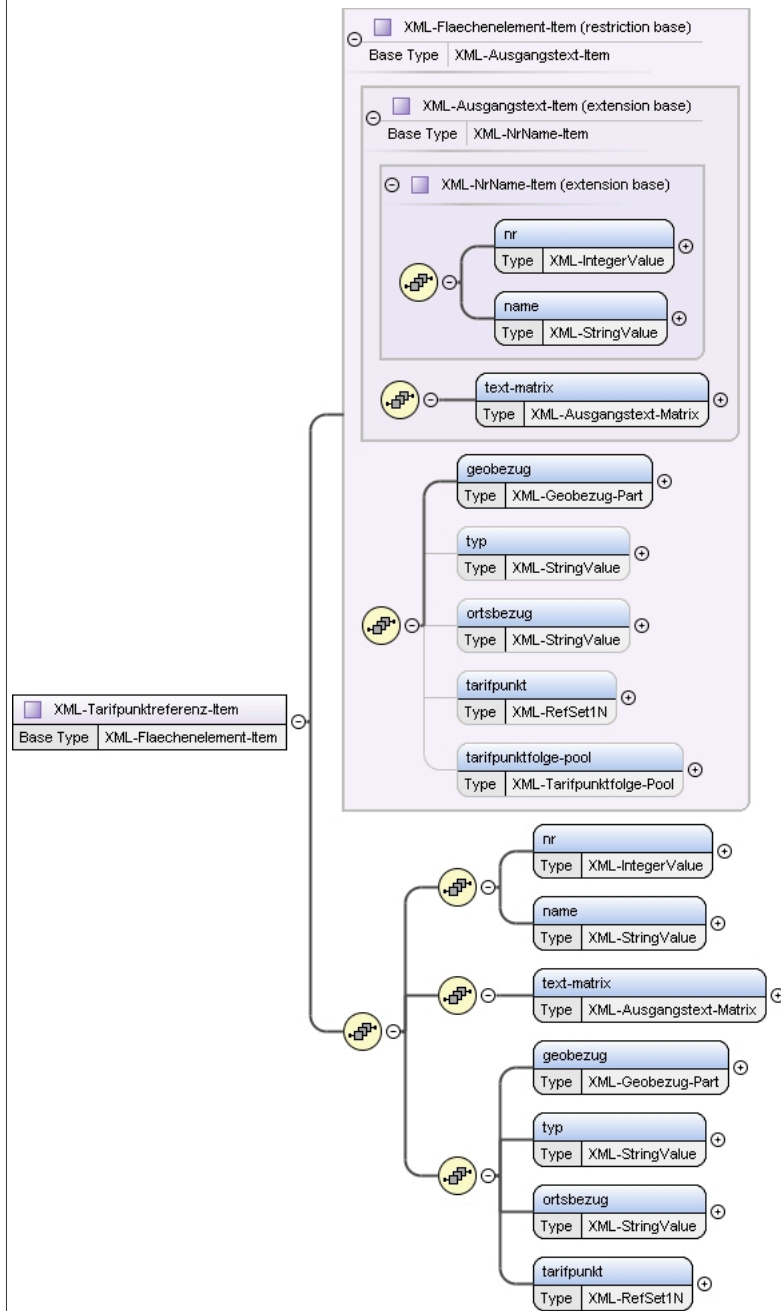 XML-Flaechenelement-Item (restriction base)
Base Type XML-Ausgangstext-Item
XML-Ausgangstext-Item (extension base)
Base Type XML-NrName-Item
XML-NrName-Item (extension base)
nr
Type XML-IntegerValue
name
Type XML-StringValue
text-matrix
Type XML-Ausgangstext-Matrix
geobezug
Type XML-Geobezug-Part
typ
Type XML-StringValue
ortsbezug
Type XML-StringValue
tarifpunkt
Type XML-RefSet1N
tarifpunktfolge-pool
Type XML-Tarifpunktfolge-Pool
XML-Tarifpunktreferenz-Item
Base Type XML-Flaechenelement-Item
nr
Type XML-IntegerValue
name
Type XML-StringValue
text-matrix
Type XML-Ausgangstext-Matrix
geobezug
Type XML-Geobezug-Part
typ
Type XML-StringValue
ortsbezug
Type XML-StringValue
tarifpunkt
Type XML-RefSet1N